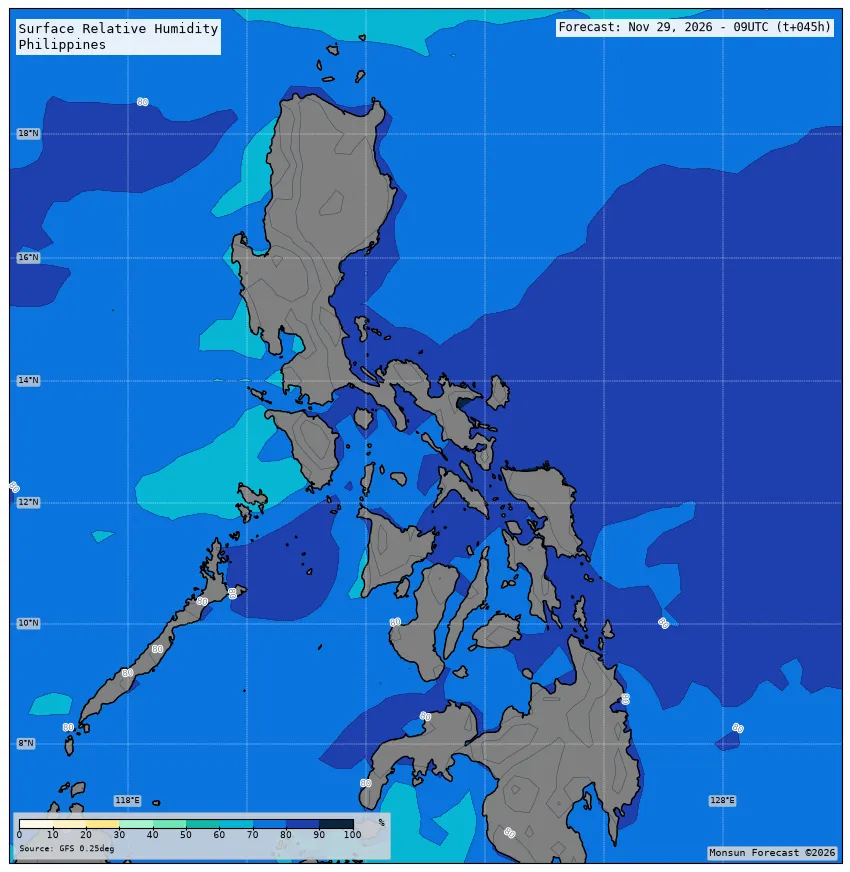 Surface Relative Humidity
Philippines
Forecast: Nov 29, 2026 - 09UTC (t+045h)
80
18°N
16°N
14°N
80
12°N
80
80
10°N
80
80
80
80
80
80
80
80
80
8°N
80
118°E
128°E
80
%
0 10 20 30 40 50 60 70 80 90 100
Source: GFS 0.25deg
Monsun Forecast ©2026